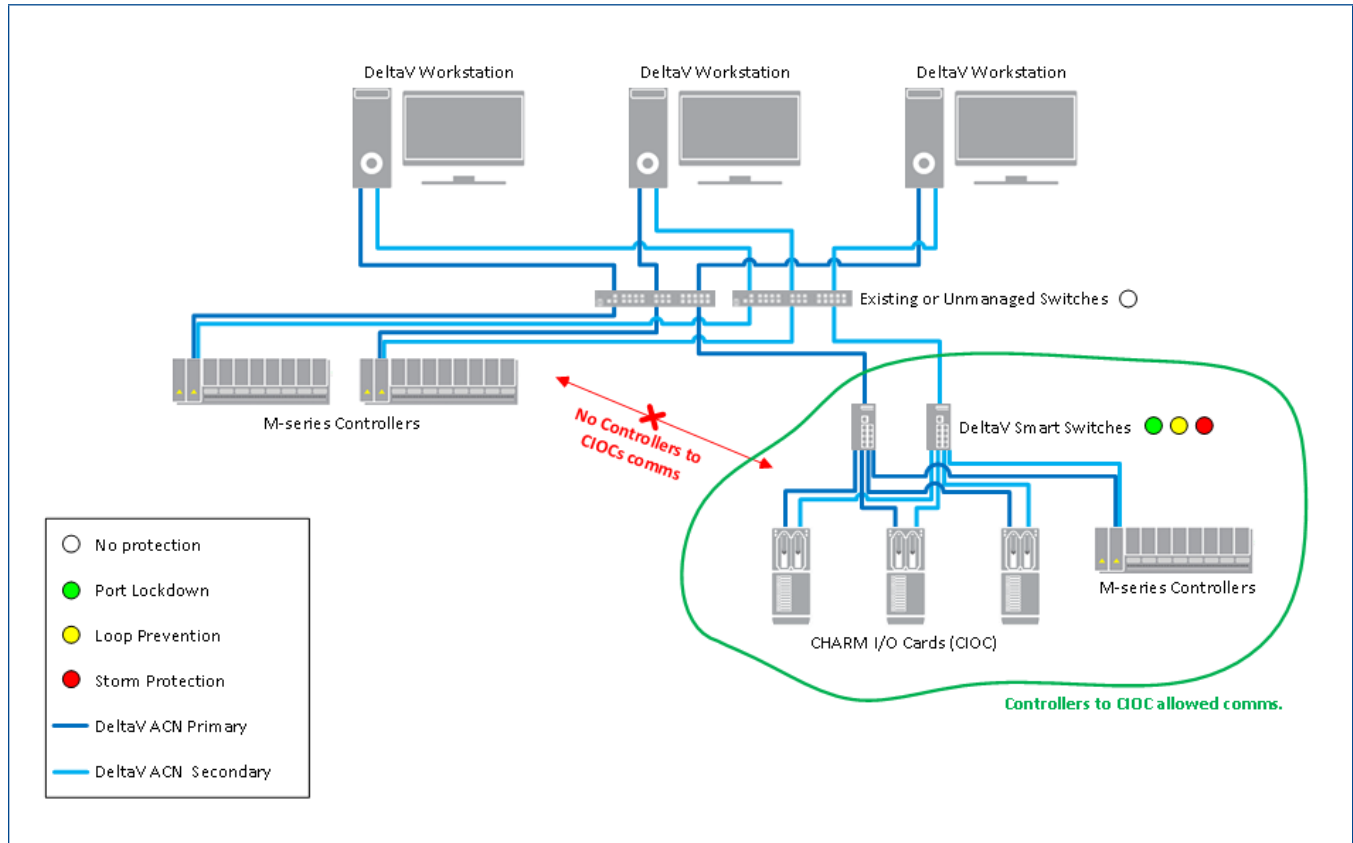 DeltaV Workstation
DeltaV Workstation
DeltaV Workstation
Existing or Unmanaged Switches
M-series Controllers
No Controllers to
CIOCs comms
DeltaV Smart Switches
M-series Controllers
CHARM I/O Cards (CIOC)
Controllers to CIOC allowed comms.
No protection
Port Lockdown
Loop Prevention
Storm Protection
DeltaV ACN Primary
DeltaV ACN Secondary